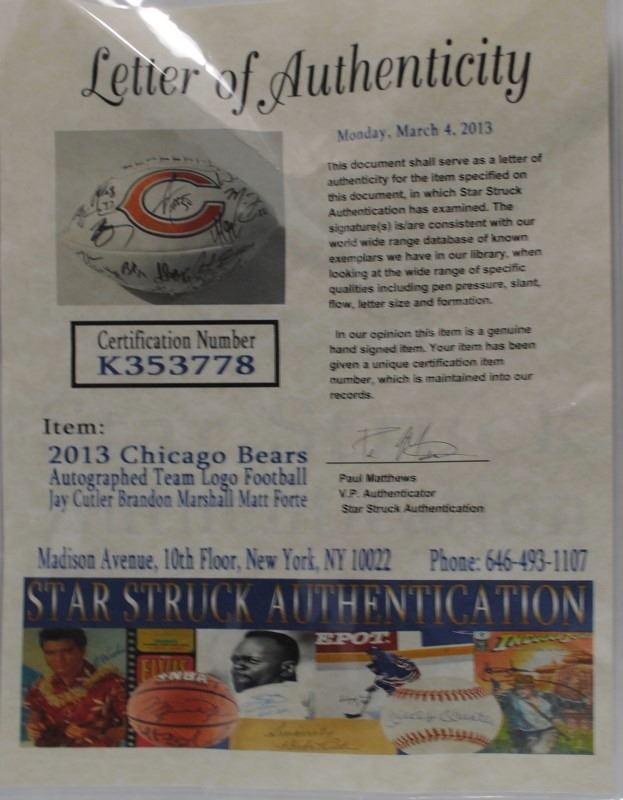 Letter of Authenticity
Monday, March 4, 2013
This document shall serve as a letter of
authenticity for the item specified on
this document, in which Star Struck
Authentication has examined. The
signature(s) is/are consistent with our
world wide range database of known
exemplars we have in our library, when
looking at the wide range of specific
qualities including pen pressure, slant,
flow, letter size and formation.
In our opinion this item is a genuine
hand signed item. Your item has been
given a unique certification item
number, which is maintained into our
records.
Certification Number
K353778
Item:
2013 Chicago Bears
Autographed Team Logo Football
Jay Cutler Brandon Marshall Matt Forte
Paul Matthews
V.P. Authenticator
Star Struck Authentication
Madison Avenue, 10th Floor, New York, NY 10022 Phone: 646-493-1107
STAR STRUCK AUTHENTICATION
ELVIS
NBA
EPOT.